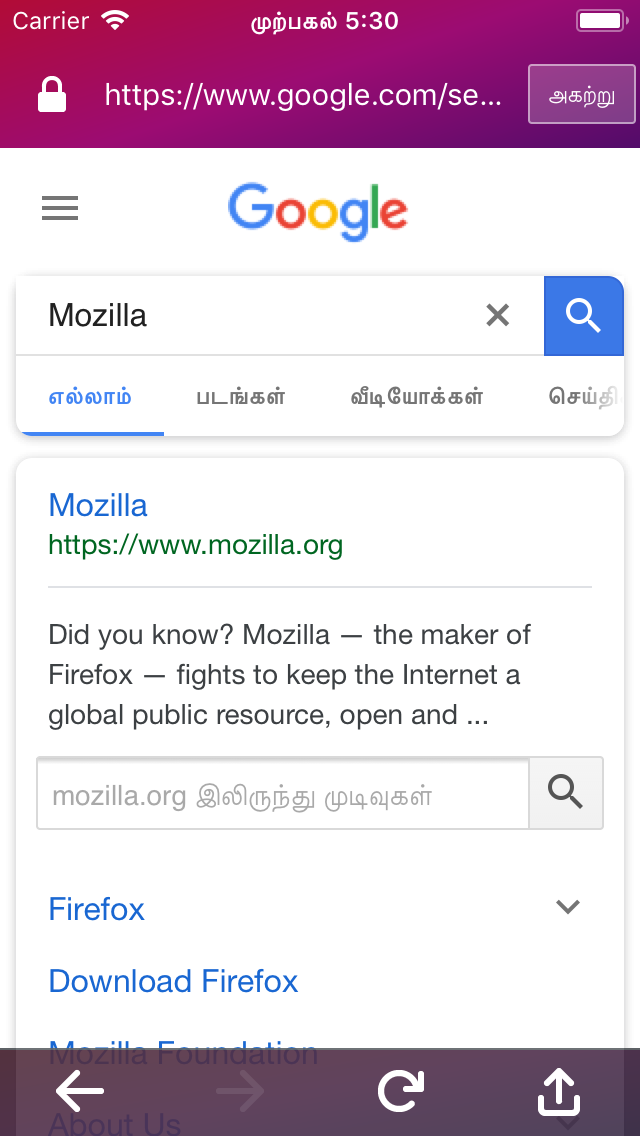 Carrier முற்பகல் 5:30
https://www.google.com/se... அகற்று
Google
Mozilla
எல்லாம் படங்கள் வீடியோக்கள் செய்தி
Mozilla
https://www.mozilla.org
Did you know? Mozilla — the maker of
Firefox — fights to keep the Internet a
global public resource, open and ...
mozilla.org இலிருந்து முடிவுகள்
Firefox
Download Firefox
Mozilla Foundation
About Us